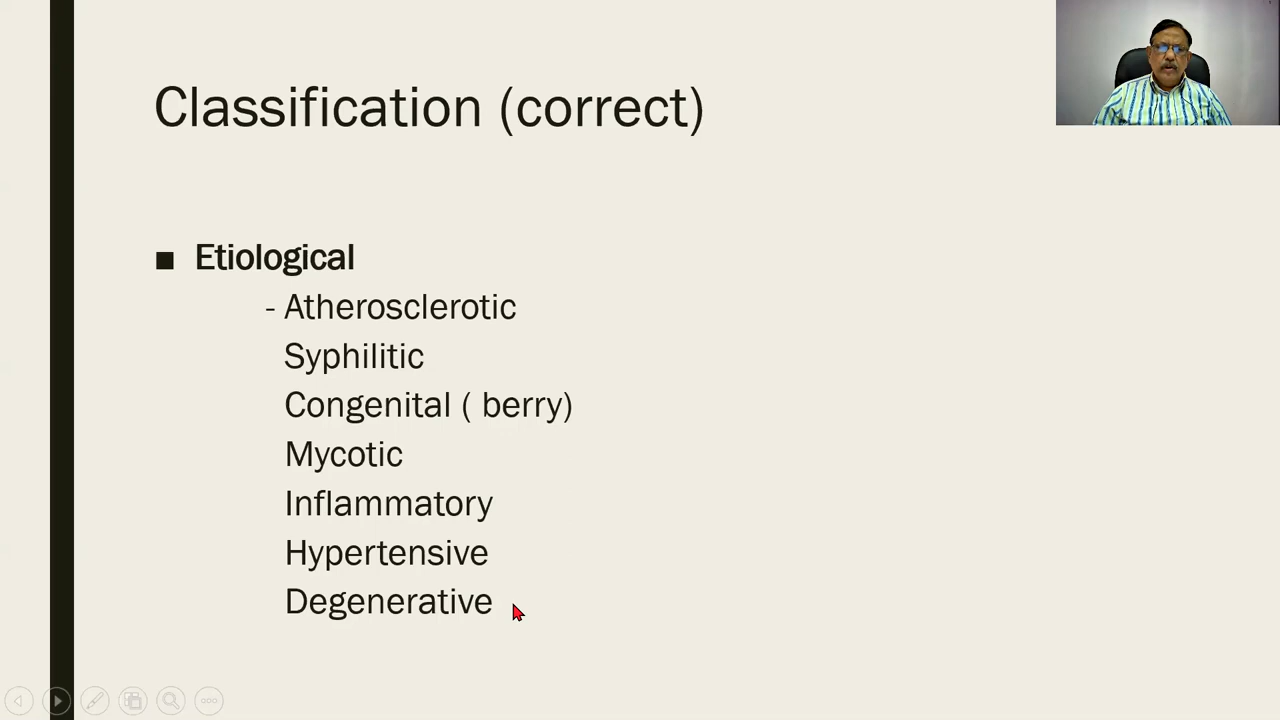 Classification (correct)
■ Etiological
- Atherosclerotic
Syphilitic
Congenital ( berry)
Mycotic
Inflammatory
Hypertensive
Degenerative